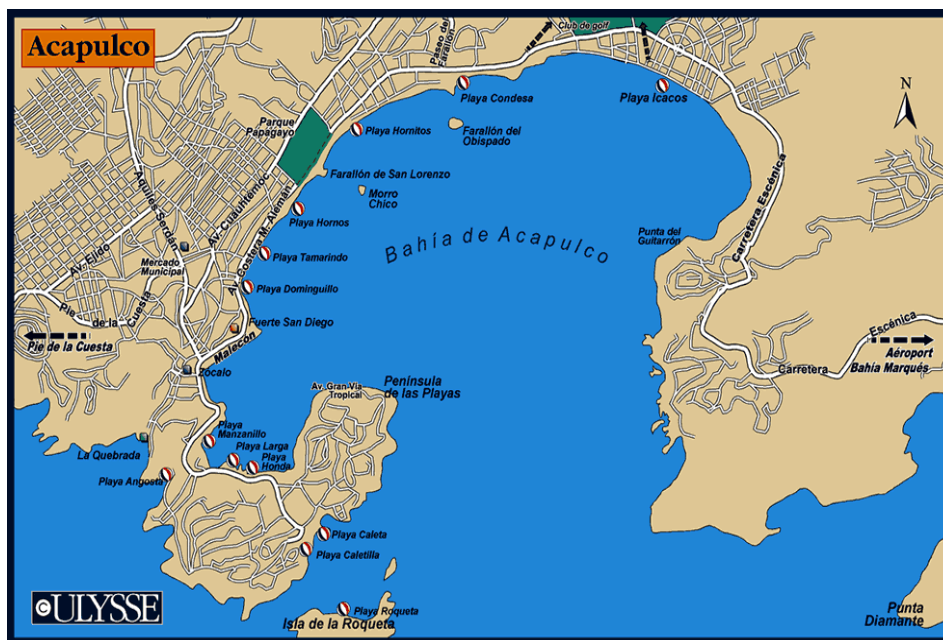 Acapulco
Club de golf
Paseo del
Farallón
N
Playa Condesa
Playa Icacos
Parque
Papagayo
Playa Hornitos
Farallón del
Obispado
Farallón de San Lorenzo
Morro
Chico
Aquiles Serdán
Av. Cuauhtémoc
Av. Costera M. Alemán
Playa Hornos
Bahía de Acapulco
Punta del
Guitarrón
Carretera Escénica
Av. Ejido
Mercado
Municipal
Playa Tamarindo
Playa Dominguillo
Pie de la Cuesta
Fuerte San Diego
Malecón
Pie de la Cuesta
Zócalo
Escénica
Carretera
Aéroport
Bahía Marqués
Av. Gran Vía
Tropical
Península
de las Playas
Playa
Manzanillo
Playa Larga
Playa
Honda
La Quebrada
Playa Angosta
Playa Caleta
Playa Caletilla
©ULYSSE
Playa Roqueta
Isla de la Roqueta
Punta
Diamante